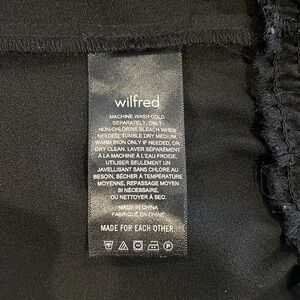 wilfred
MACHINE WASH COLD
SEPARATELY, ONLY
NON-CHLORINE BLEACH WHEN
NEEDED, TUMBLE DRY MEDIUM,
WARM IRON ONLY IF NEEDED, OR
DRY CLEAN. LAVER SÉPARÉMENT
À LA MACHINE À L'EAU FROIDE,
UTILISER SEULEMENT UN
JAVELLISANT SANS CHLORE AU
BESOIN, SÉCHER À TEMPÉRATURE
MOYENNE, REPASSAGE MOYEN
SI NÉCESSAIRE,
OU NETTOYER À SEC.
MADE IN CHINA
FABRIQUÉ EN CHINE
MADE FOR EACH OTHER.